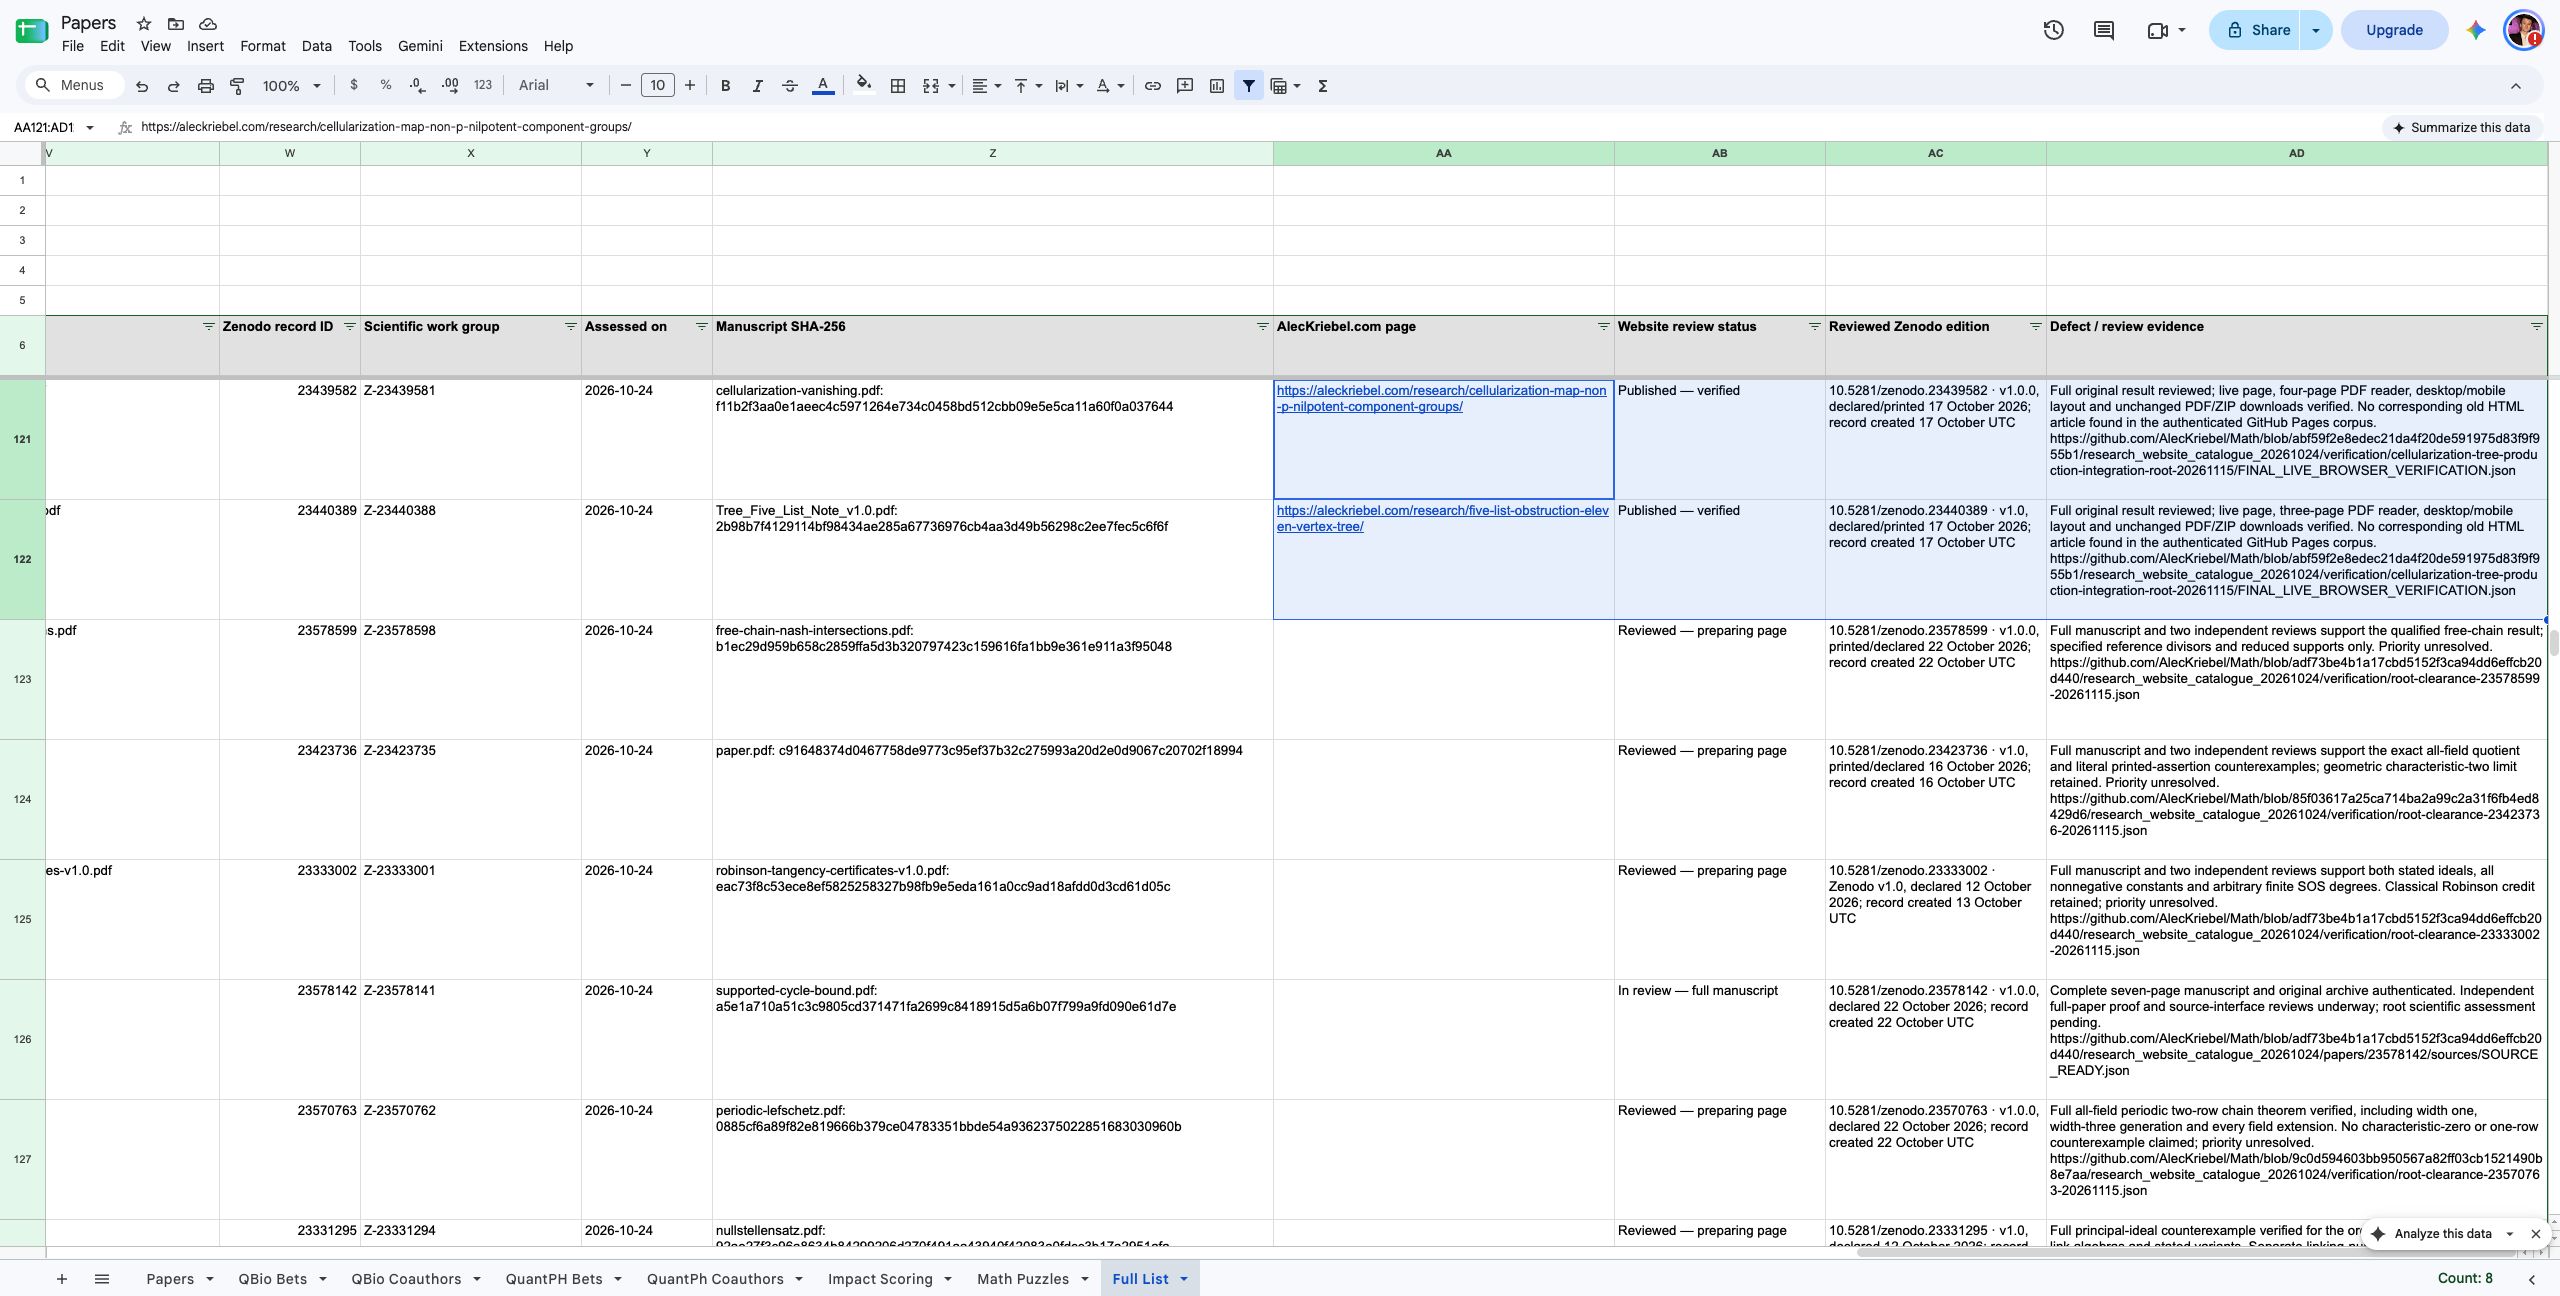 Papers
File Edit View Insert Format Data Tools Gemini Extensions Help
Share
Upgrade
Menus
100%
$ % .0 .00 123
Arial
10
B I A
AA121:AD1
fx https://aleckriebel.com/research/cellularization-map-non-p-nilpotent-component-groups/
Summarize this data
V W X Y Z AA AB AC AD
1
2
3
4
5
6
Zenodo record ID
Scientific work group
Assessed on
Manuscript SHA-256
AlecKriebel.com page
Website review status
Reviewed Zenodo edition
Defect / review evidence
121
23439582
Z-23439581
2026-10-24
cellularization-vanishing.pdf:
f11b2f3aa0e1aeec4c5971264e734c0458bd512cbb09e5e5ca11a60f0a037644
https://aleckriebel.com/research/cellularization-map-non
-p-nilpotent-component-groups/
Published — verified
10.5281/zenodo.23439582 · v1.0.0,
declared/printed 17 October 2026;
record created 17 October UTC
Full original result reviewed; live page, four-page PDF reader, desktop/mobile
layout and unchanged PDF/ZIP downloads verified. No corresponding old HTML
article found in the authenticated GitHub Pages corpus.
https://github.com/AlecKriebel/Math/blob/abf59f2e8edec21da4f20de591975d83f9f9
55b1/research_website_catalogue_20261024/verification/cellularization-tree-produ
ction-integration-root-20261115/FINAL_LIVE_BROWSER_VERIFICATION.json
122
23440389
Z-23440388
2026-10-24
Tree_Five_List_Note_v1.0.pdf:
2b98b7f4129114bf98434ae285a67736976cb4aa3d49b56298c2ee7fec5c6f6f
https://aleckriebel.com/research/five-list-obstruction-elev
en-vertex-tree/
Published — verified
10.5281/zenodo.23440389 · v1.0,
declared/printed 17 October 2026;
record created 17 October UTC
Full original result reviewed; live page, three-page PDF reader, desktop/mobile
layout and unchanged PDF/ZIP downloads verified. No corresponding old HTML
article found in the authenticated GitHub Pages corpus.
https://github.com/AlecKriebel/Math/blob/abf59f2e8edec21da4f20de591975d83f9f9
55b1/research_website_catalogue_20261024/verification/cellularization-tree-produ
ction-integration-root-20261115/FINAL_LIVE_BROWSER_VERIFICATION.json
s.pdf
123
23578599
Z-23578598
2026-10-24
free-chain-nash-intersections.pdf:
b1ec29d959b658c2859ffa5d3b320797423c159616fa1bb9e361e911a3f95048
Reviewed — preparing page
10.5281/zenodo.23578599 · v1.0.0,
printed/declared 22 October 2026;
record created 22 October UTC
Full manuscript and two independent reviews support the qualified free-chain result;
specified reference divisors and reduced supports only. Priority unresolved.
https://github.com/AlecKriebel/Math/blob/adf73be4b1a17cbd5152f3ca94dd6effcb20
d440/research_website_catalogue_20261024/verification/root-clearance-23578599
-20261115.json
124
23423736
Z-23423735
2026-10-24
paper.pdf: c91648374d0467758de9773c95ef37b32c275993a20d2e0d9067c20702f18994
Reviewed — preparing page
10.5281/zenodo.23423736 · v1.0,
printed/declared 16 October 2026;
record created 16 October UTC
Full manuscript and two independent reviews support the exact all-field quotient
and literal printed-assertion counterexamples; geometric characteristic-two limit
retained. Priority unresolved.
https://github.com/AlecKriebel/Math/blob/85f03617a25ca714ba2a99c2a31f6fb4ed8
429d6/research_website_catalogue_20261024/verification/root-clearance-2342373
6-20261115.json
es-v1.0.pdf
125
23333002
Z-23333001
2026-10-24
robinson-tangency-certificates-v1.0.pdf:
eac73f8c53ece8ef5825258327b98fb9e5eda161a0cc9ad18afdd0d3cd61d05c
Reviewed — preparing page
10.5281/zenodo.23333002 ·
Zenodo v1.0, declared 12 October
2026; record created 13 October
UTC
Full manuscript and two independent reviews support both stated ideals, all
nonnegative constants and arbitrary finite SOS degrees. Classical Robinson credit
retained; priority unresolved.
https://github.com/AlecKriebel/Math/blob/adf73be4b1a17cbd5152f3ca94dd6effcb20
d440/research_website_catalogue_20261024/verification/root-clearance-23333002
-20261115.json
126
23578142
Z-23578141
2026-10-24
supported-cycle-bound.pdf:
a5e1a710a51c3c9805cd371471fa2699c8418915d5a6b07f799a9fd090e61d7e
In review — full manuscript
10.5281/zenodo.23578142 · v1.0.0,
declared 22 October 2026; record
created 22 October UTC
Complete seven-page manuscript and original archive authenticated. Independent
full-paper proof and source-interface reviews underway; root scientific assessment
pending.
https://github.com/AlecKriebel/Math/blob/adf73be4b1a17cbd5152f3ca94dd6effcb20
d440/research_website_catalogue_20261024/papers/23578142/sources/SOURCE
_READY.json
127
23570763
Z-23570762
2026-10-24
periodic-lefschetz.pdf:
0885cf6a89f82e819666b379ce04783351bbde54a9362375022851683030960b
Reviewed — preparing page
10.5281/zenodo.23570763 · v1.0.0,
declared 22 October 2026; record
created 22 October UTC
Full all-field periodic two-row chain theorem verified, including width one,
width-three generation and every field extension. No characteristic-zero or one-row
counterexample claimed; priority unresolved.
https://github.com/AlecKriebel/Math/blob/9c0d594603bb950567a82ff03cb1521490b
8e7aa/research_website_catalogue_20261024/verification/root-clearance-2357076
3-20261115.json
23331295
Z-23331294
2026-10-24
nullstellensatz.pdf:
Reviewed — preparing page
10.5281/zenodo.23331295 · v1.0,
Full principal-ideal counterexample verified for the
Analyze this data
Papers
QBio Bets
QBio Coauthors
QuantPH Bets
QuantPh Coauthors
Impact Scoring
Math Puzzles
Full List
Count: 8